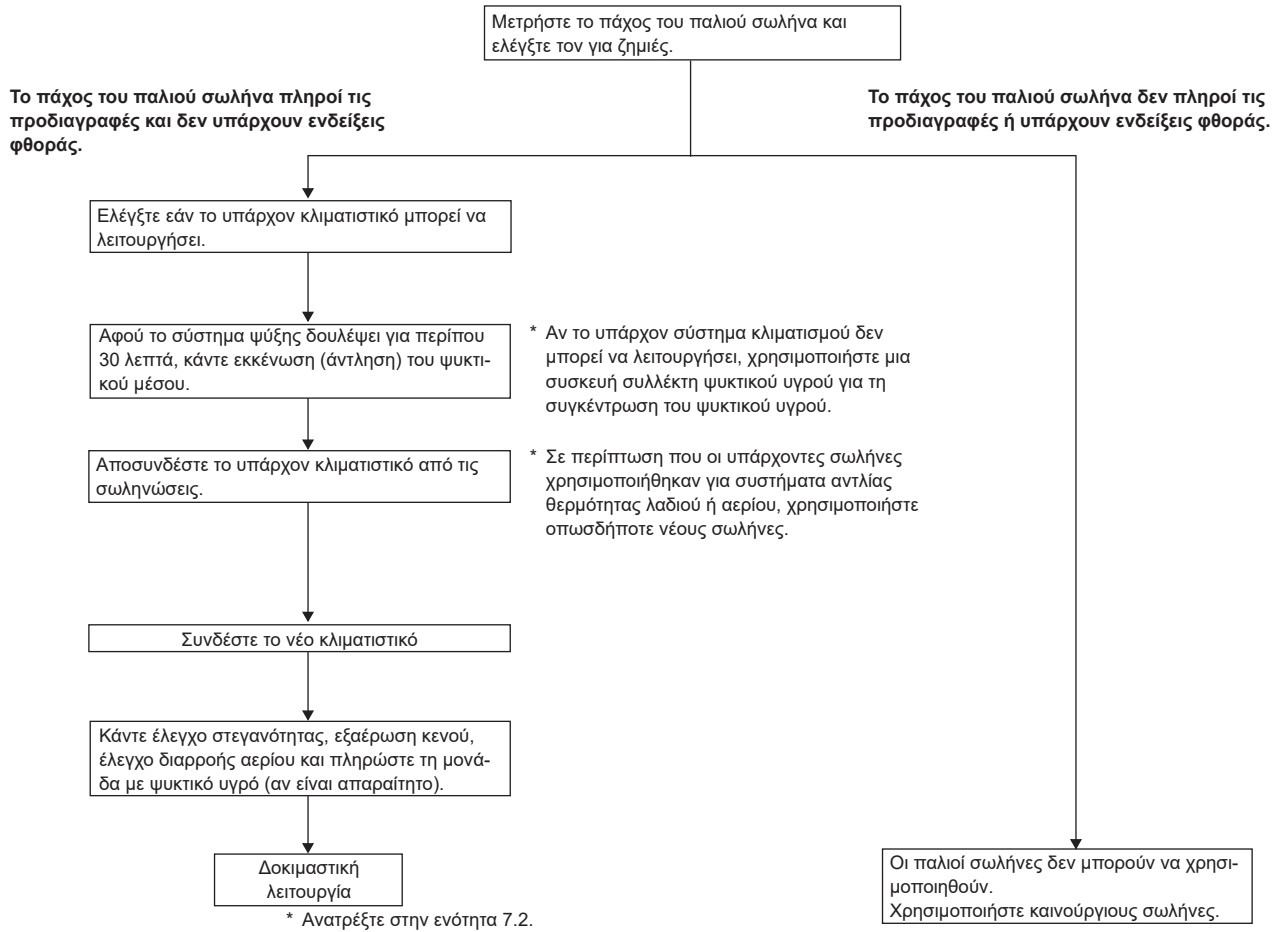 Μετρήστε το πάχος του παλιού σωλήνα και
ελέγξτε τον για ζημιές.
Το πάχος του παλιού σωλήνα πληροί τις
προδιαγραφές και δεν υπάρχουν ενδείξεις
φθοράς.
Το πάχος του παλιού σωλήνα δεν πληροί τις
προδιαγραφές ή υπάρχουν ενδείξεις φθοράς.
Ελέγξτε εάν το υπάρχον κλιματιστικό μπορεί να
λειτουργήσει.
Αφού το σύστημα ψύξης δουλέψει για περίπου
30 λεπτά, κάντε εκκένωση (άντληση) του ψυκτι-
κού μέσου.
* Αν το υπάρχον σύστημα κλιματισμού δεν
μπορεί να λειτουργήσει, χρησιμοποιήστε μια
συσκευή συλλέκτη ψυκτικού υγρού για τη
συγκέντρωση του ψυκτικού υγρού.
Αποσυνδέστε το υπάρχον κλιματιστικό από τις
σωληνώσεις.
* Σε περίπτωση που οι υπάρχοντες σωλήνες
χρησιμοποιήθηκαν για συστήματα αντλίας
θερμότητας λαδιού ή αερίου, χρησιμοποιήστε
οπωσδήποτε νέους σωλήνες.
Συνδέστε το νέο κλιματιστικό
Κάντε έλεγχο στεγανότητας, εξαέρωση κενού,
έλεγχο διαρροής αερίου και πληρώστε τη μονά-
δα με ψυκτικό υγρό (αν είναι απαραίτητο).
Δοκιμαστική
λειτουργία
* Ανατρέξτε στην ενότητα 7.2.
Οι παλιοί σωλήνες δεν μπορούν να χρησι-
μοποιηθούν.
Χρησιμοποιήστε καινούργιους σωλήνες.